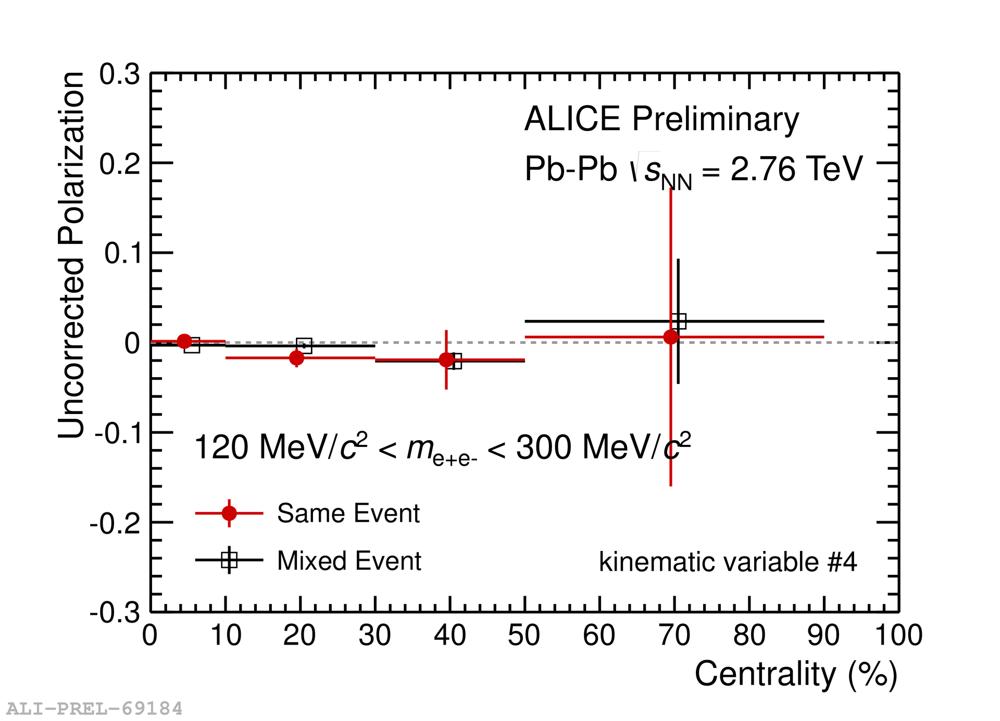 Uncorrected Polarization
0.3
0.2
0.1
0
-0.1
-0.2
-0.3
ALICE Preliminary
Pb-Pb √sNN = 2.76 TeV
120 MeV/c2 < me+e- < 300 MeV/c2
Same Event
Mixed Event
kinematic variable #4
0 10 20 30 40 50 60 70 80 90 100
Centrality (%)
ALI-PREL-69184